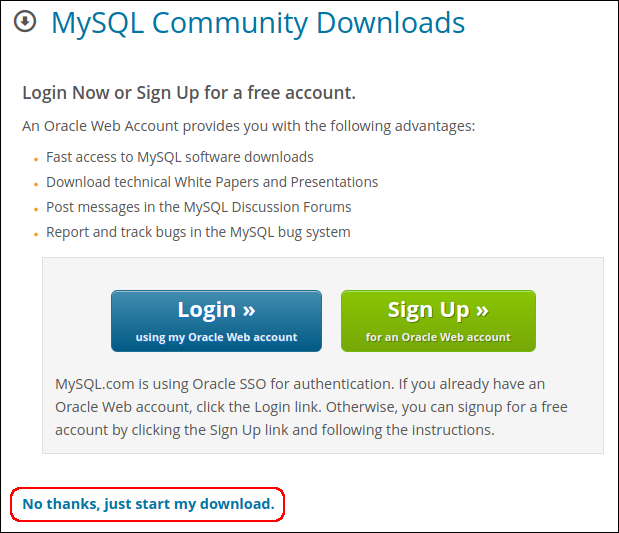 MySQL Community Downloads
Login Now or Sign Up for a free account.
An Oracle Web Account provides you with the following advantages:
Fast access to MySQL software downloads
Download technical White Papers and Presentations
Post messages in the MySQL Discussion Forums
Report and track bugs in the MySQL bug system
Login »
using my Oracle Web account
Sign Up »
for an Oracle Web account
MySQL.com is using Oracle SSO for authentication. If you already have an
Oracle Web account, click the Login link. Otherwise, you can signup for a free
account by clicking the Sign Up link and following the instructions.
No thanks, just start my download.